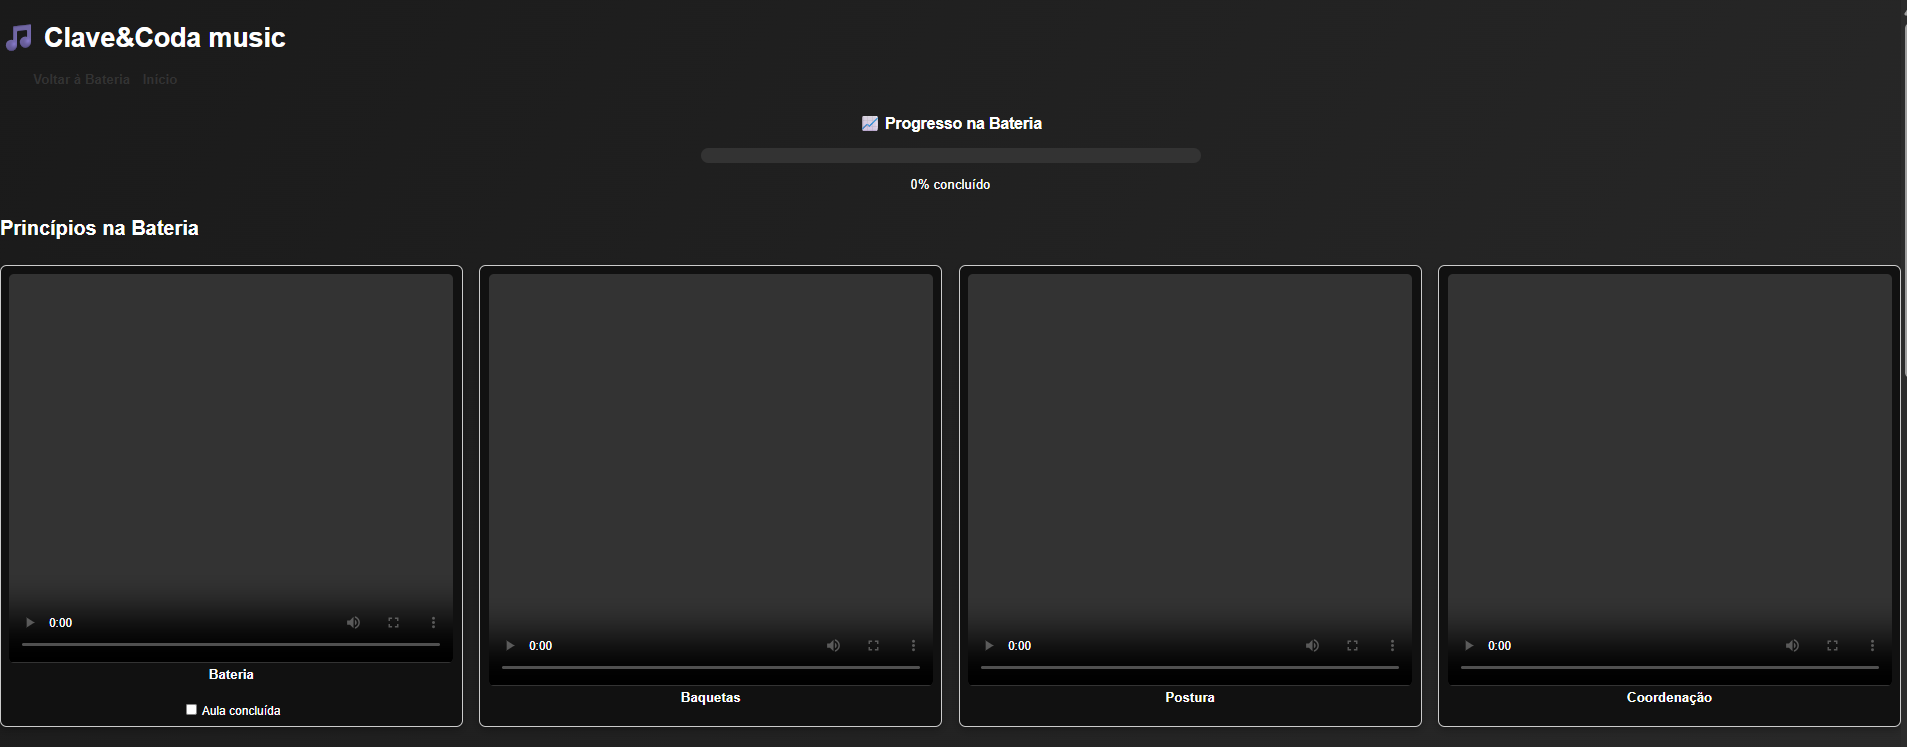 Clave&Coda music
Voltar á Bateria Início
Progresso na Bateria
0% concluído
Princípios na Bateria
0:00
0:00
0:00
0:00
Bateria
Baquetas
Postura
Coordenação
Aula concluída